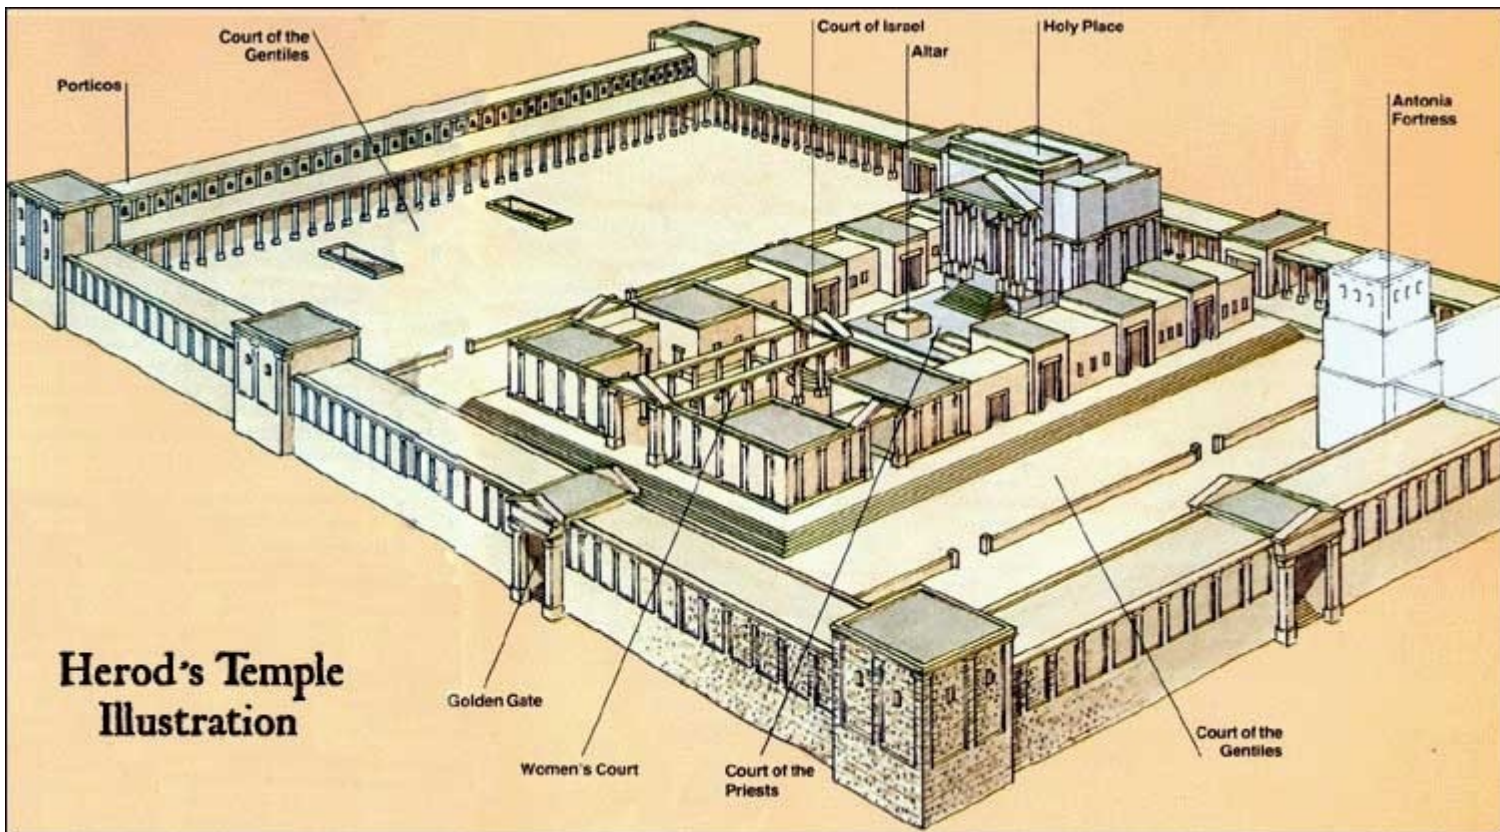 Court of the
Gentiles
Court of Israel
Holy Place
Altar
Porticos
Antonia
Fortress
Herod's Temple
Illustration
Golden Gate
Women's Court
Court of the
Priests
Court of the
Gentiles